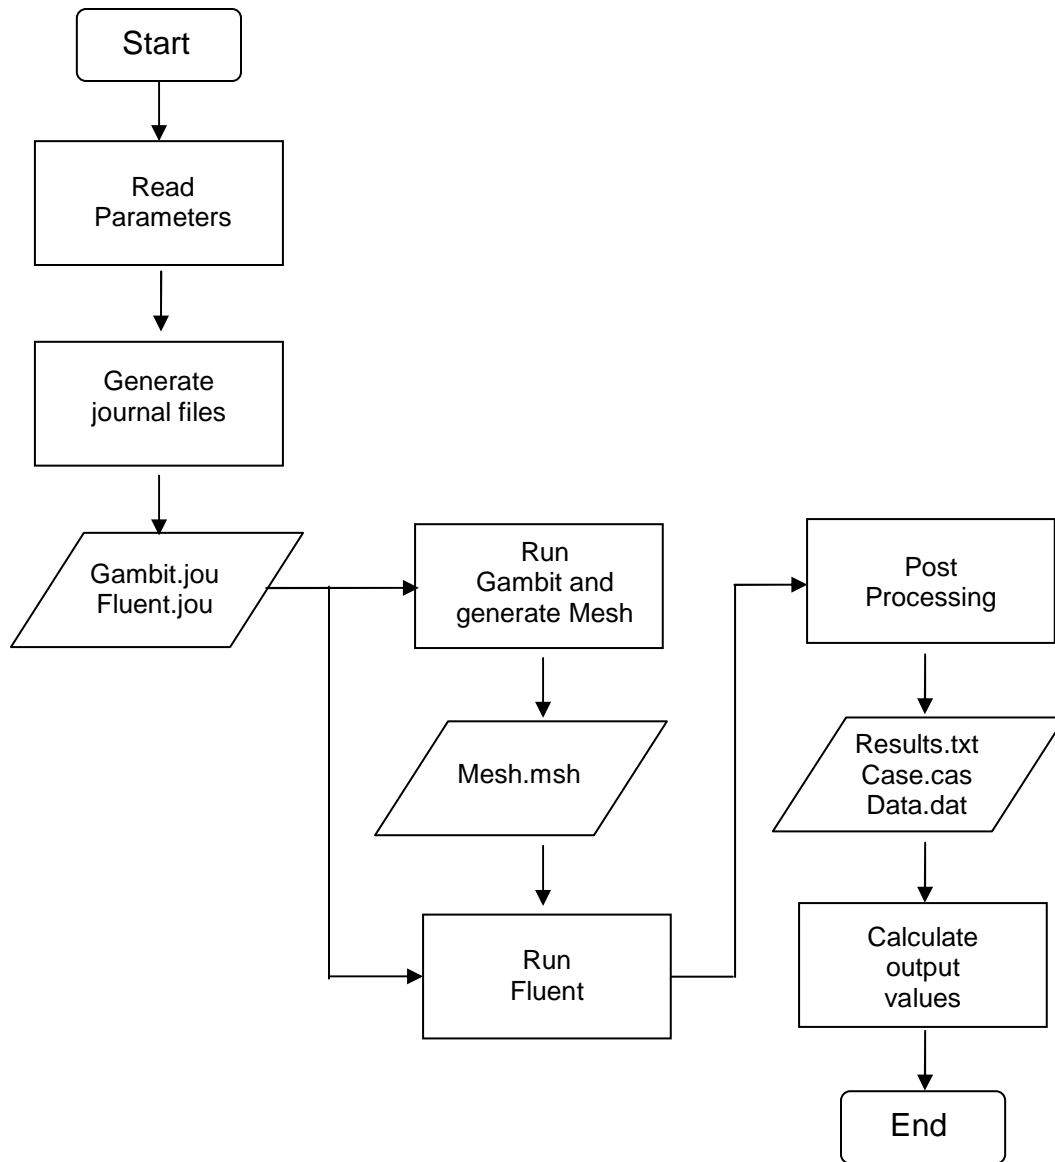 Start
Read
Parameters
Generate
journal files
Gambit.jou
Fluent.jou
Run
Gambit and
generate Mesh
Mesh.msh
Run
Fluent
Post
Processing
Results.txt
Case.cas
Data.dat
Calculate
output
values
End